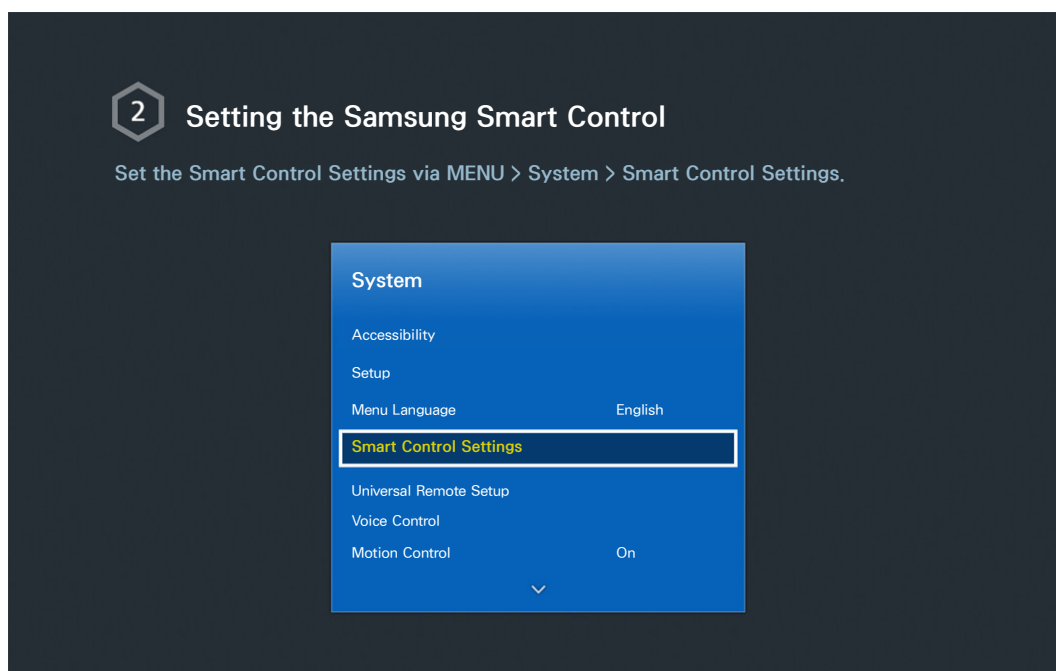 2
Setting the Samsung Smart Control
Set the Smart Control Settings via MENU > System > Smart Control Settings.
System
Accessibility
Setup
Menu Language English
Smart Control Settings
Universal Remote Setup
Voice Control
Motion Control On